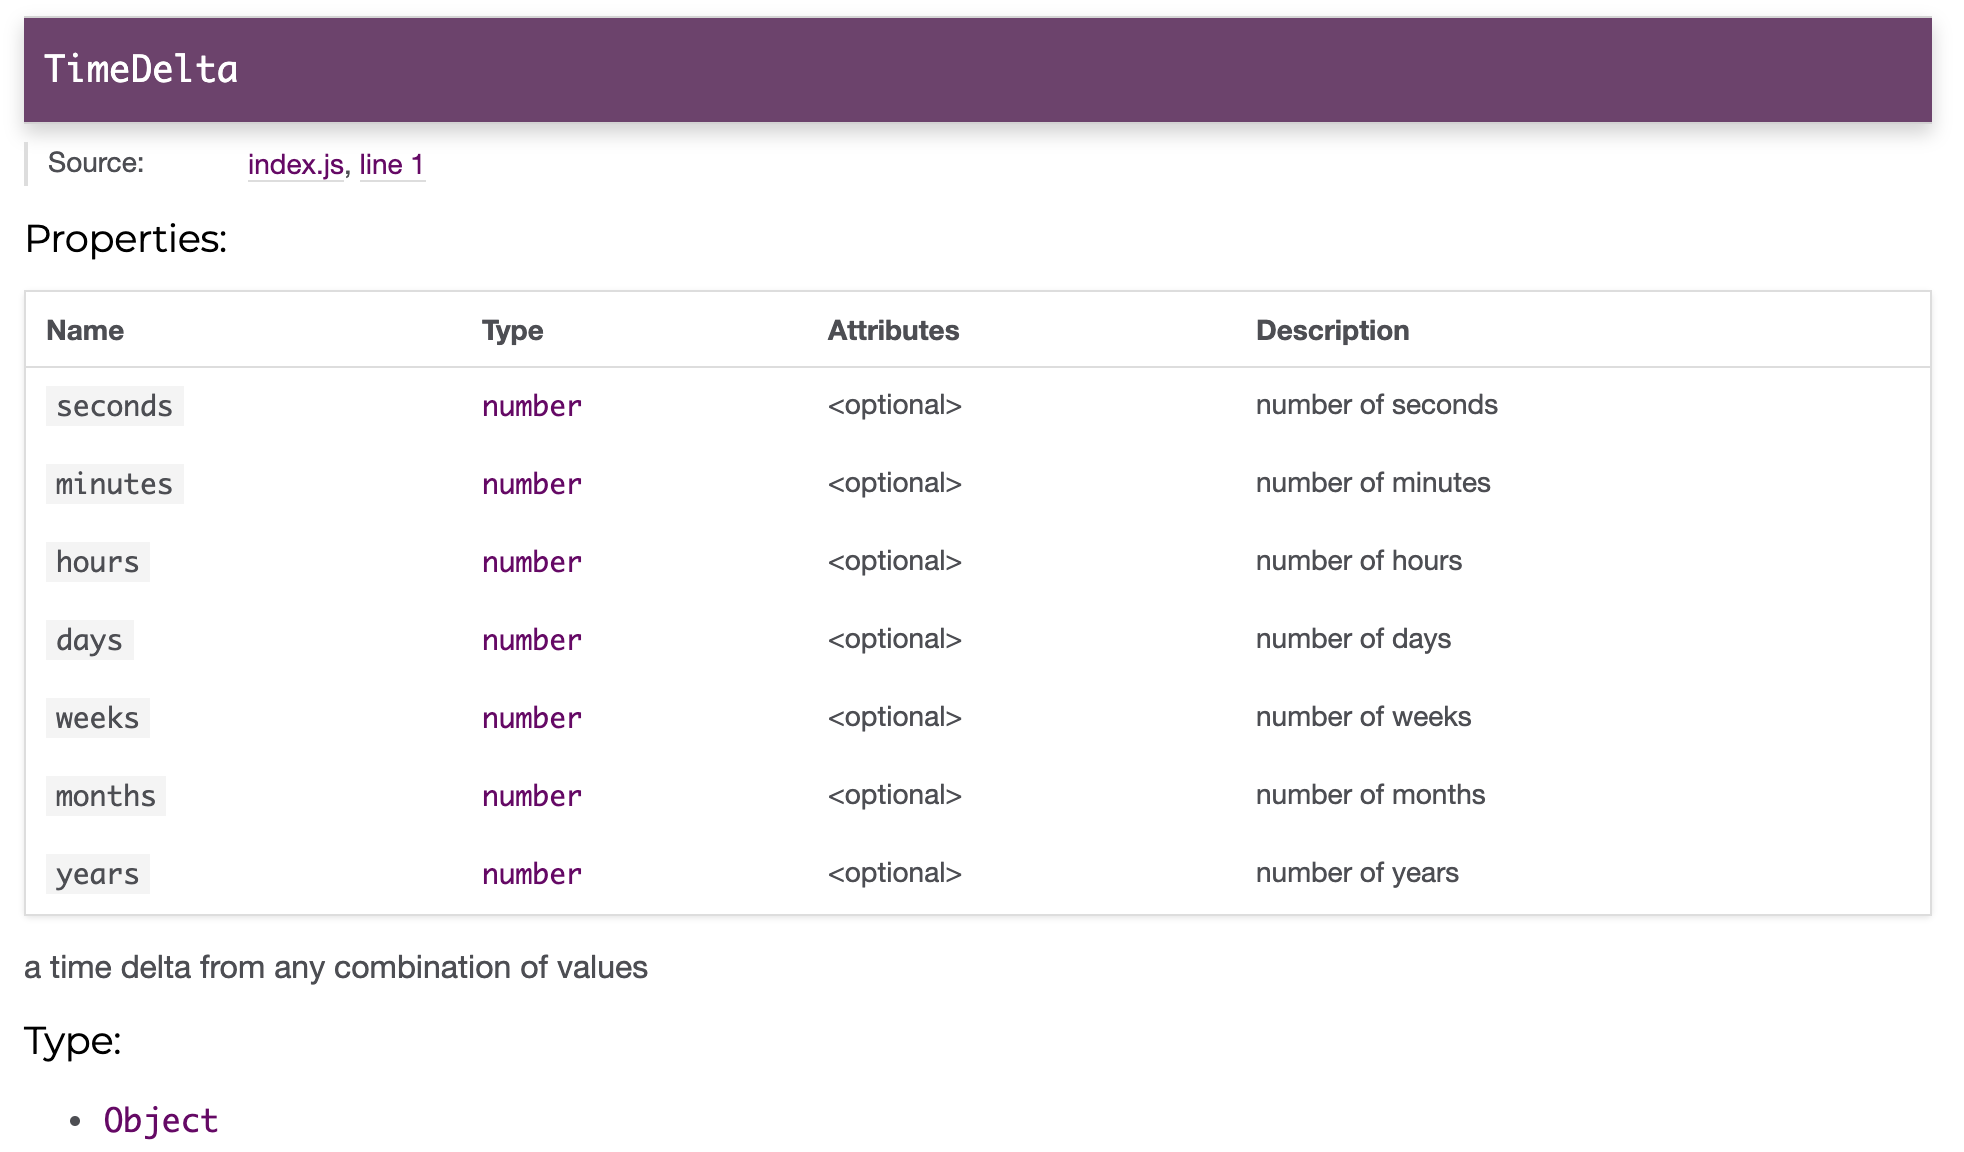 TimeDelta
Source: index.js, line 1
Properties:
Name Type Attributes Description
seconds number <optional> number of seconds
minutes number <optional> number of minutes
hours number <optional> number of hours
days number <optional> number of days
weeks number <optional> number of weeks
months number <optional> number of months
years number <optional> number of years
a time delta from any combination of values
Type:
• Object